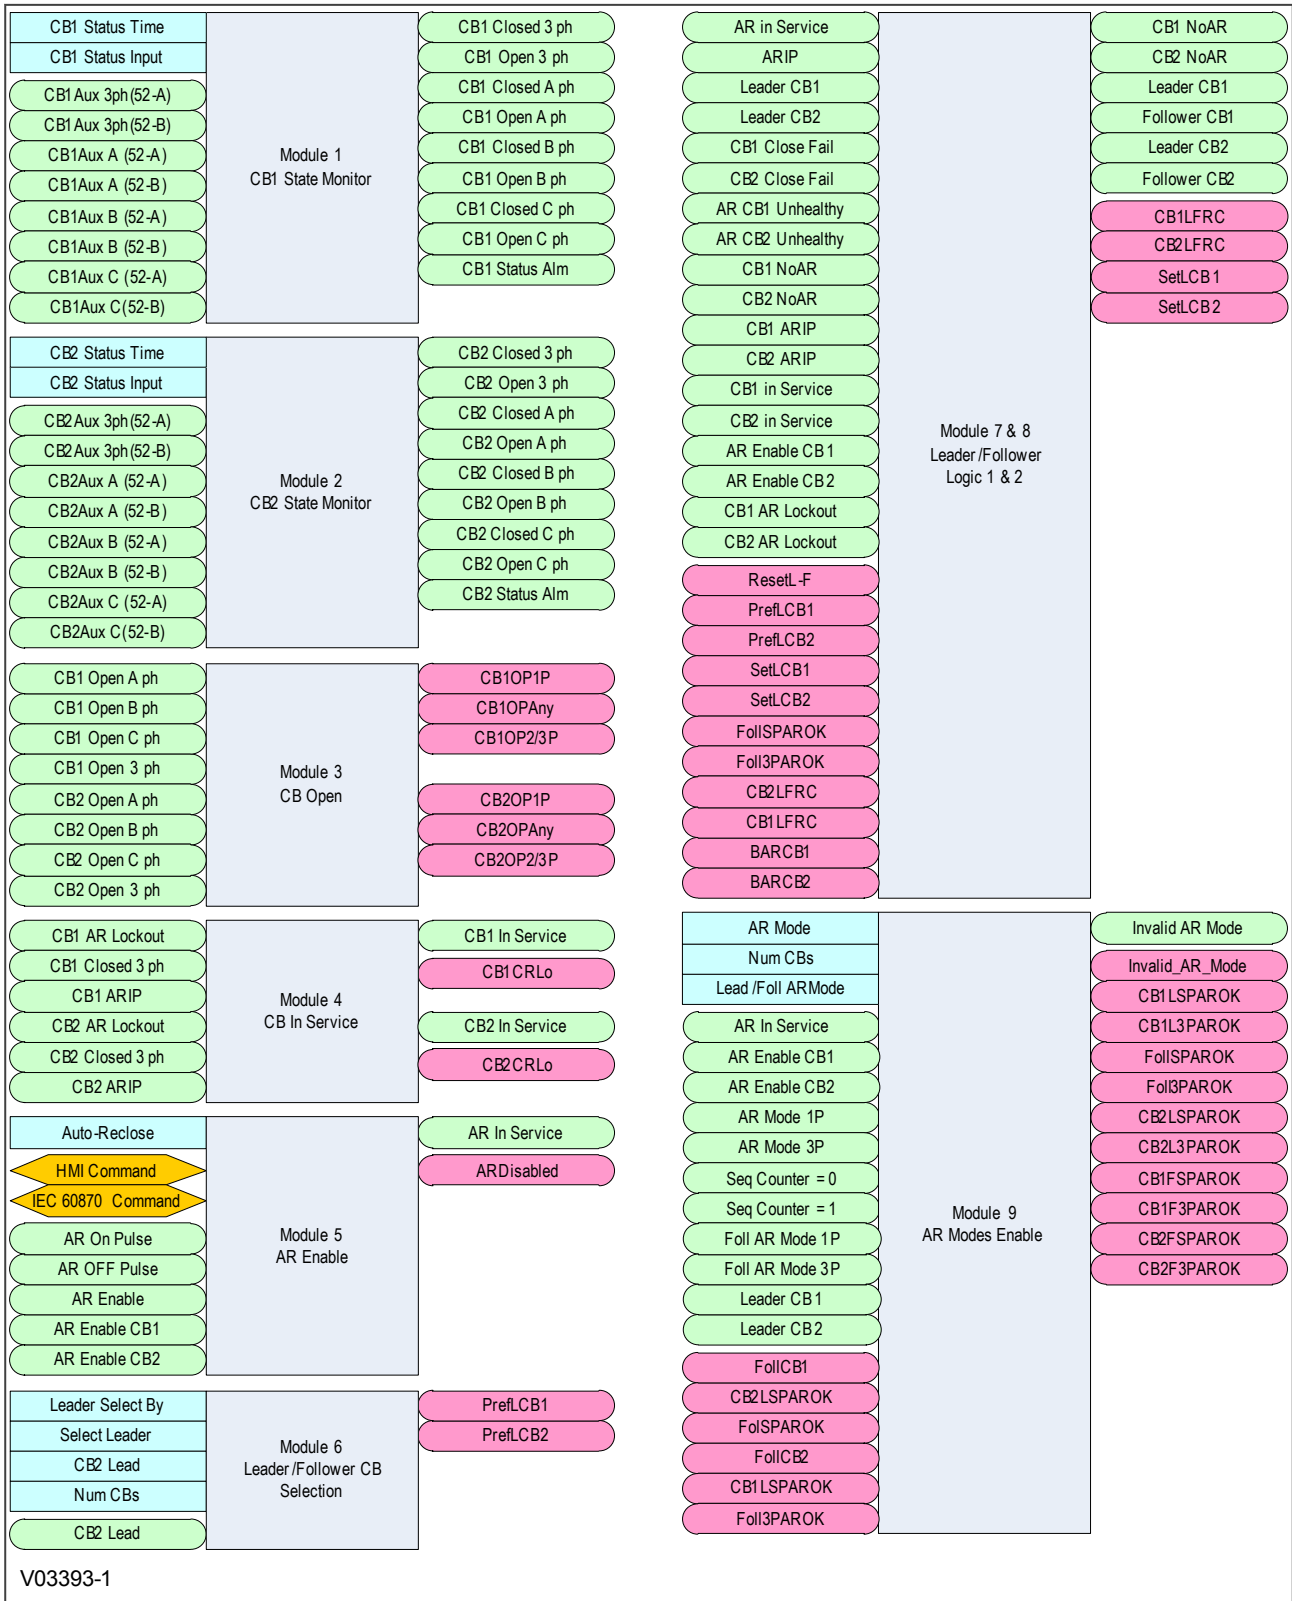 CB1 Status Time
CB1 Status Input
CB1Aux 3ph(52-A)
CB1Aux 3ph(52-B)
CB1Aux A (52-A)
CB1Aux A (52-B)
CB1Aux B (52-A)
CB1Aux B (52-B)
CB1Aux C (52-A)
CB1Aux C(52-B)
Module 1
CB1 State Monitor
CB1 Closed 3 ph
CB1 Open 3 ph
CB1 Closed A ph
CB1 Open A ph
CB1 Closed B ph
CB1 Open B ph
CB1 Closed C ph
CB1 Open C ph
CB1 Status Alm
CB2 Status Time
CB2 Status Input
CB2Aux 3ph(52-A)
CB2Aux 3ph(52-B)
CB2Aux A (52-A)
CB2Aux A (52-B)
CB2Aux B (52-A)
CB2Aux B (52-B)
CB2Aux C (52-A)
CB2Aux C(52-B)
Module 2
CB2 State Monitor
CB2 Closed 3 ph
CB2 Open 3 ph
CB2 Closed A ph
CB2 Open A ph
CB2 Closed B ph
CB2 Open B ph
CB2 Closed C ph
CB2 Open C ph
CB2 Status Alm
CB1 Open A ph
CB1 Open B ph
CB1 Open C ph
CB1 Open 3 ph
CB2 Open A ph
CB2 Open B ph
CB2 Open C ph
CB2 Open 3 ph
Module 3
CB Open
CB1OP1P
CB1OPAny
CB1OP2/3P
CB2OP1P
CB2OPAny
CB2OP2/3P
CB1 AR Lockout
CB1 Closed 3 ph
CB1 ARIP
CB2 AR Lockout
CB2 Closed 3 ph
CB2 ARIP
Module 4
CB In Service
CB1 In Service
CB1CRLo
CB2 In Service
CB2CRLo
Auto-Reclose
HMI Command
IEC 60870 Command
AR On Pulse
AR OFF Pulse
AR Enable
AR Enable CB1
AR Enable CB2
Module 5
AR Enable
AR In Service
ARDisabled
Leader Select By
Select Leader
CB2 Lead
Num CBs
CB2 Lead
Module 6
Leader/Follower CB
Selection
PrefLCB1
PrefLCB2
AR in Service
ARIP
Leader CB1
Leader CB2
CB1 Close Fail
CB2 Close Fail
AR CB1 Unhealthy
AR CB2 Unhealthy
CB1 NoAR
CB2 NoAR
CB1 ARIP
CB2 ARIP
CB1 in Service
CB2 in Service
AR Enable CB1
AR Enable CB2
CB1 AR Lockout
CB2 AR Lockout
ResetL-F
PrefLCB1
PrefLCB2
SetLCB1
SetLCB2
FollSPAROK
Foll3PAROK
CB2LFRC
CB1LFRC
BARCB1
BARCB2
Module 7 & 8
Leader/Follower
Logic 1 & 2
CB1 NoAR
CB2 NoAR
Leader CB1
Follower CB1
Leader CB2
Follower CB2
CB1LFRC
CB2LFRC
SetLCB1
SetLCB2
AR Mode
Num CBs
Lead/Foll ARMode
AR In Service
AR Enable CB1
AR Enable CB2
AR Mode 1P
AR Mode 3P
Seq Counter = 0
Seq Counter = 1
Foll AR Mode 1P
Foll AR Mode 3P
Leader CB1
Leader CB2
FollCB1
CB2LSPAROK
FolSPAROK
FollCB2
CB1LSPAROK
Foll3PAROK
Module 9
AR Modes Enable
Invalid AR Mode
Invalid_AR_Mode
CB1LSPAROK
CB1L3PAROK
FollSPAROK
Foll3PAROK
CB2LSPAROK
CB2L3PAROK
CB1FSPAROK
CB1F3PAROK
CB2FSPAROK
CB2F3PAROK
V03393-1